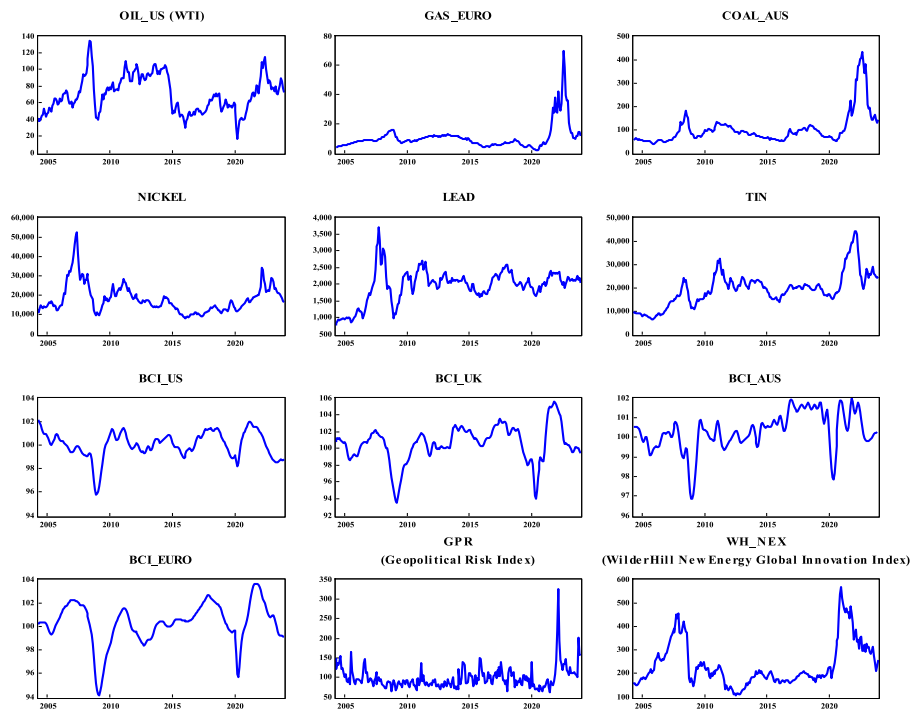 OIL_US (WTI) GAS_EURO COAL_AUS
140 80 500
120
100 60 400
80 300
60 40 200
40 20 100
20
0 0 0
2005 2010 2015 2020 2005 2010 2015 2020 2005 2010 2015 2020
NICKEL LEAD TIN
60,000 4,000 50,000
50,000 3,500 40,000
40,000 3,000
30,000 2,500 30,000
20,000 2,000 20,000
10,000 1,500 10,000
1,000
0 500 0
2005 2010 2015 2020 2005 2010 2015 2020 2005 2010 2015 2020
BCI_US BCI_UK BCI_AUS
104 106 102
102 104 101
100 102 100
98 100 99
96 98 98
94 96 97
94
92 96
2005 2010 2015 2020 2005 2010 2015 2020 2005 2010 2015 2020
GPR WH_NEX
BCI_EURO (Geopolitical Risk Index) (WilderHill New Energy Global Innovation Index)
104 350 600
102 300 500
100 250 400
98 200 300
96 150 200
94 100 100
50
2005 2010 2015 2020 2005 2010 2015 2020 2005 2010 2015 2020